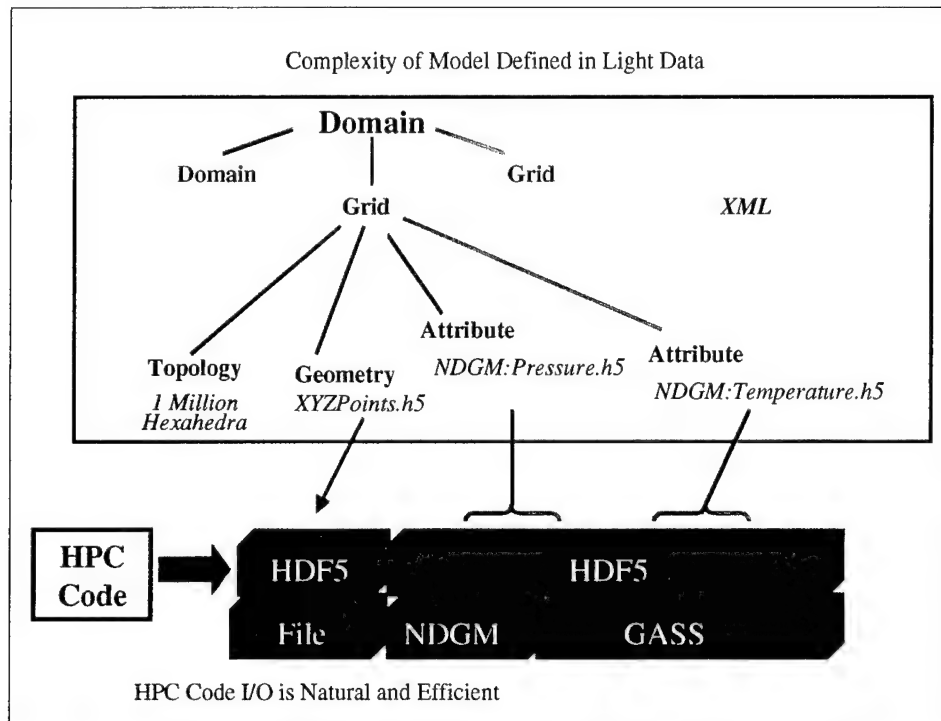 Complexity of Model Defined in Light Data
Domain
Domain
Grid
Grid
XML
Attribute
NDGM:Pressure.h5
Attribute
NDGM:Temperature.h5
Topology
1 Million
Hexahedra
Geometry
XYZPoints.h5
HPC
Code
HDF5
HDF5
File
NDGM
GASS
HPC Code I/O is Natural and Efficient